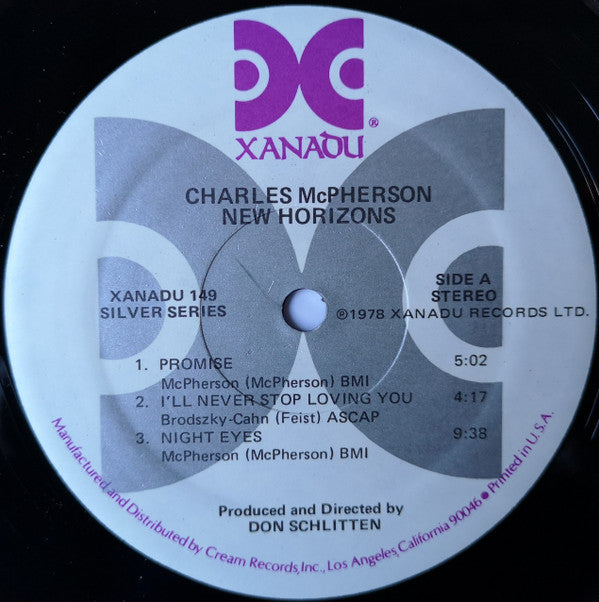 XANADU®
CHARLES McPHERSON
NEW HORIZONS
XANADU 149
SILVER SERIES
SIDE A
STEREO
℗1978 XANADU RECORDS LTD.
1. PROMISE 5:02
McPherson (McPherson) BMI
2. I'LL NEVER STOP LOVING YOU 4:17
Brodszky-Cahn (Feist) ASCAP
3. NIGHT EYES 9:38
McPherson (McPherson) BMI
Produced and Directed by
DON SCHLITTEN
Manufactured and Distributed by Cream Records, Inc., Los Angeles, California 90046 ● Printed in U.S.A.